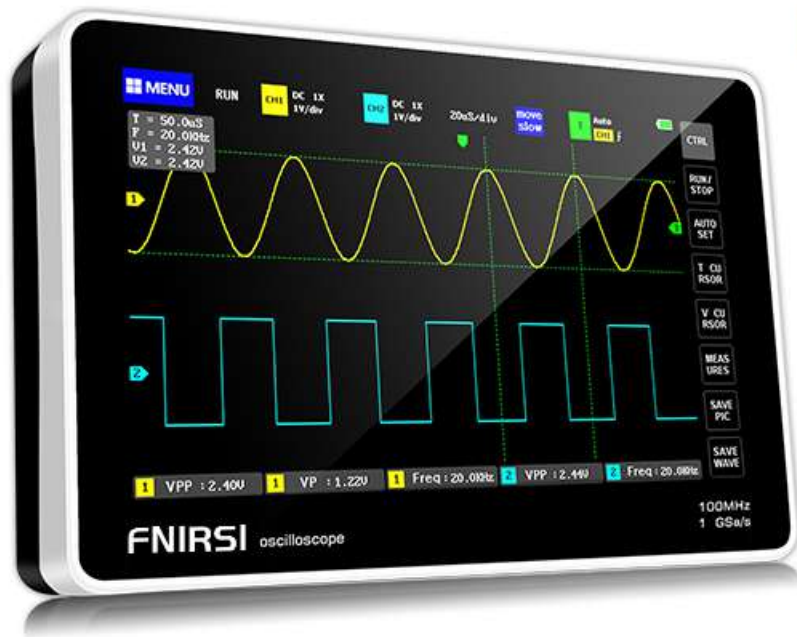 MENU
RUN
CH1
DC 1X
1V/div
CH2
DC 1X
1V/div
20uS/div
move
slow
T
Auto
CH1
T = 50.0uS
F = 20.0KHz
V1 = 2.42V
V2 = 2.42V
CTRL
RUN/
STOP
AUTO
SET
T CU
RSOR
V CU
RSOR
MEAS
URES
SAVE
PIC
SAVE
WAVE
1
2
1 VPP :2.40V
1 VP :1.22V
1 Freq:20.0KHz
2 VPP :2.44V
2 Freq:20.0KHz
FNIRSI oscilloscope
100MHz
1 GSa/s